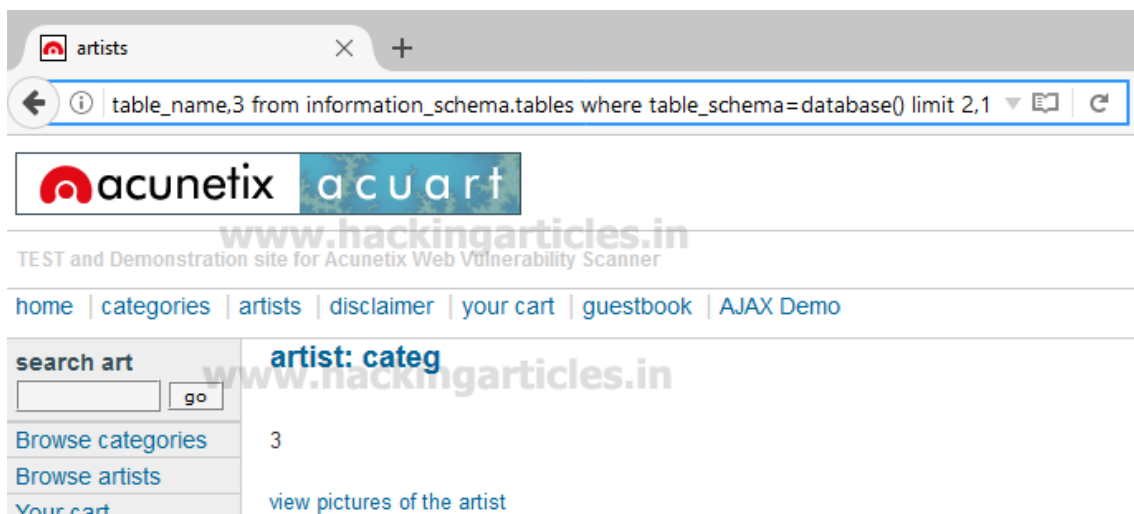 artists
table_name,3 from information_schema.tables where table_schema=database() limit 2,1
acunetix acuart
www.hackingarticles.in
TEST and Demonstration site for Acunetix Web Vulnerability Scanner
home | categories | artists | disclaimer | your cart | guestbook | AJAX Demo
search art
go
artist: categ
www.hackingarticles.in
Browse categories
3
Browse artists
view pictures of the artist
Your cart